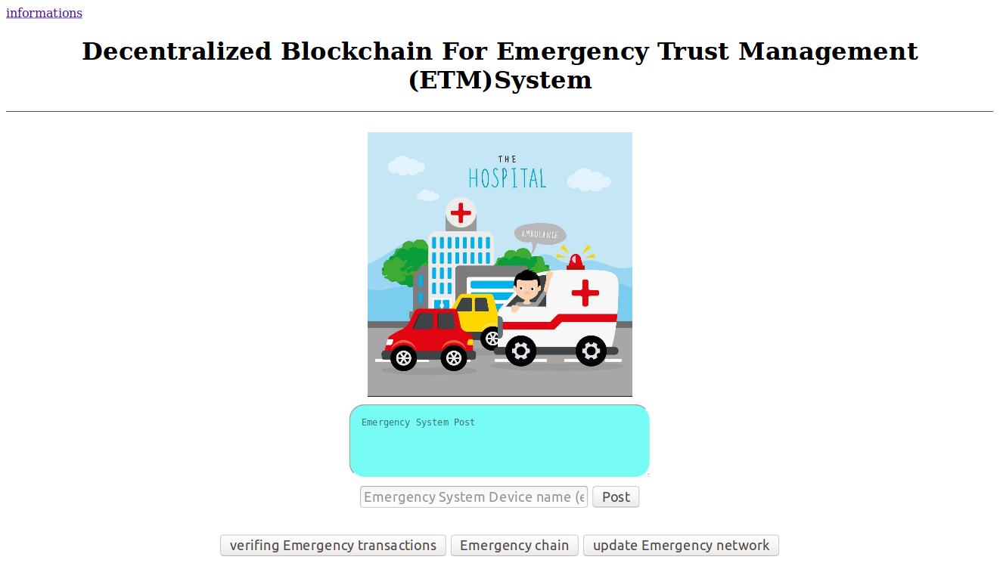 informations
Decentralized Blockchain For Emergency Trust Management
(ETM)System
THE
HOSPITAL
AMBULANCE
Emergency System Post
Emergency System Device name (e
Post
verifing Emergency transactions
Emergency chain
update Emergency network